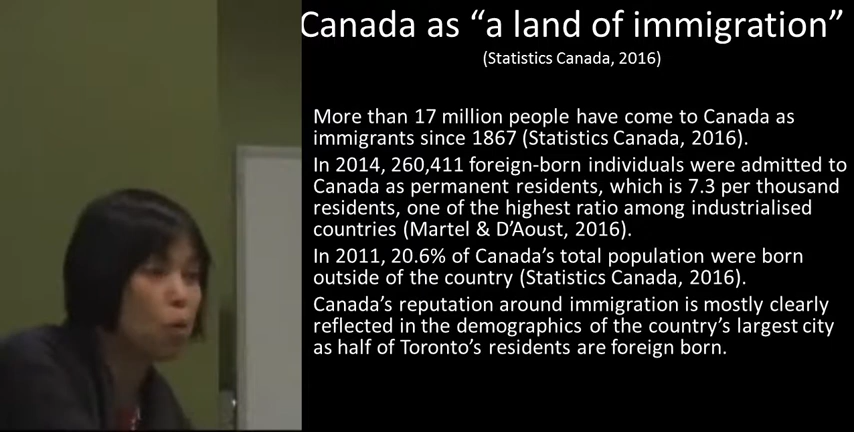 Canada as “a land of immigration”
(Statistics Canada, 2016)
More than 17 million people have come to Canada as
immigrants since 1867 (Statistics Canada, 2016).
In 2014, 260,411 foreign-born individuals were admitted to
Canada as permanent residents, which is 7.3 per thousand
residents, one of the highest ratio among industrialised
countries (Martel & D’Aoust, 2016).
In 2011, 20.6% of Canada’s total population were born
outside of the country (Statistics Canada, 2016).
Canada’s reputation around immigration is mostly clearly
reflected in the demographics of the country’s largest city
as half of Toronto’s residents are foreign born.